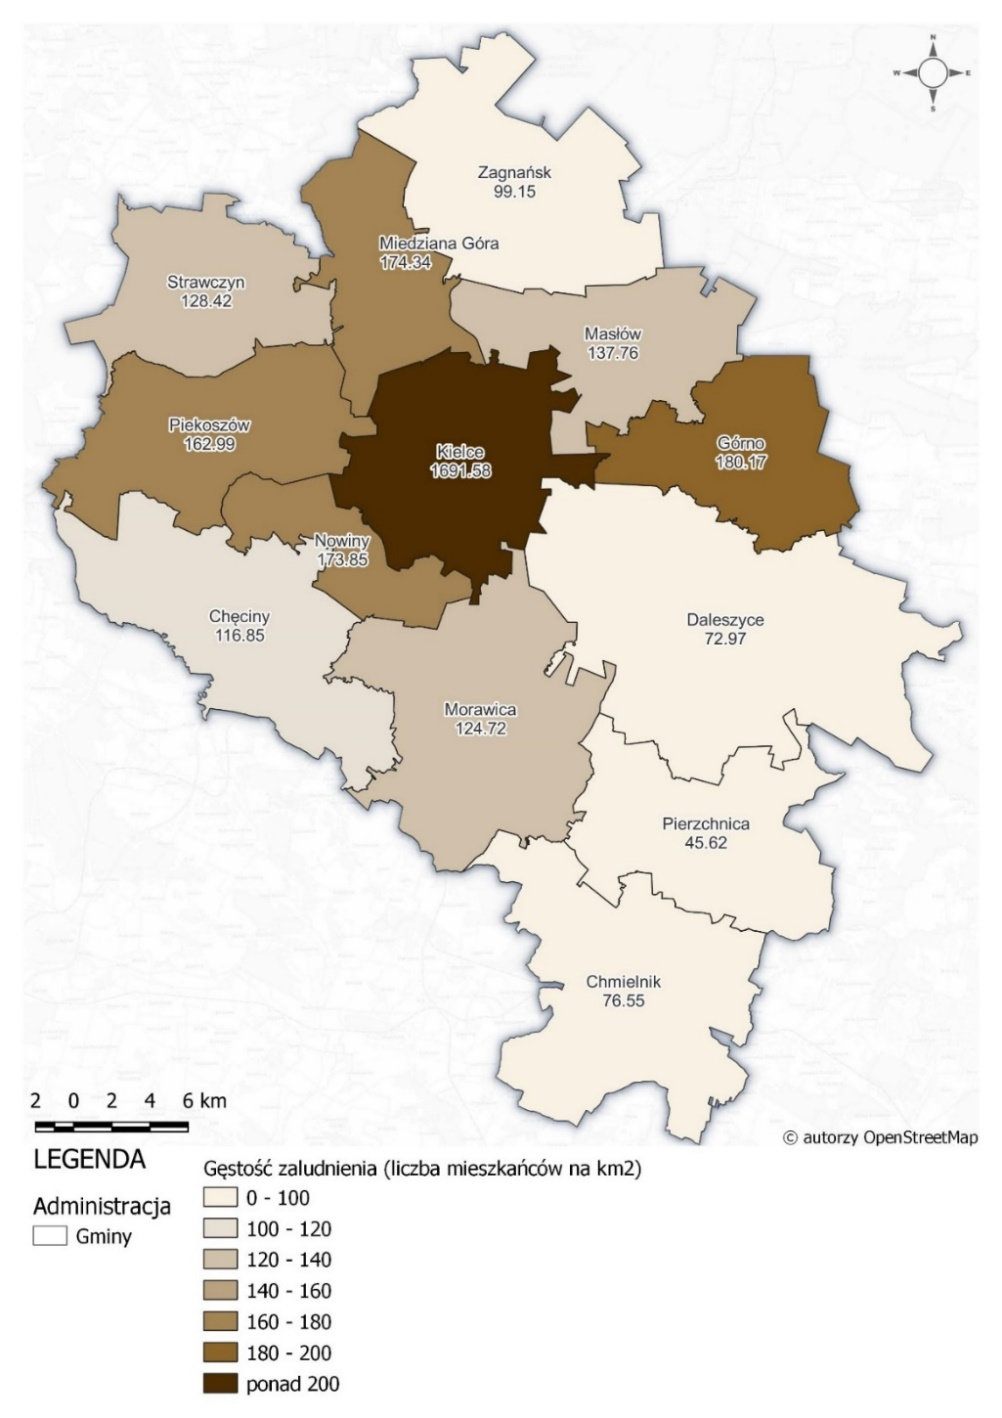 N
W E
S
Zagnańsk
99.15
Miedziana Góra
174.34
Strawczyn
128.42
Masłów
137.76
Piekoszów
162.99
Kielce
1691.58
Górno
180.17
Nowiny
173.85
Chęciny
116.85
Daleszyce
72.97
Morawica
124.72
Pierzchnica
45.62
Chmielnik
76.55
2 0 2 4 6 km
© autorzy OpenStreetMap
LEGENDA
Administracja
Gminy
Gęstość zaludnienia (liczba mieszkańców na km2)
0 - 100
100 - 120
120 - 140
140 - 160
160 - 180
180 - 200
ponad 200